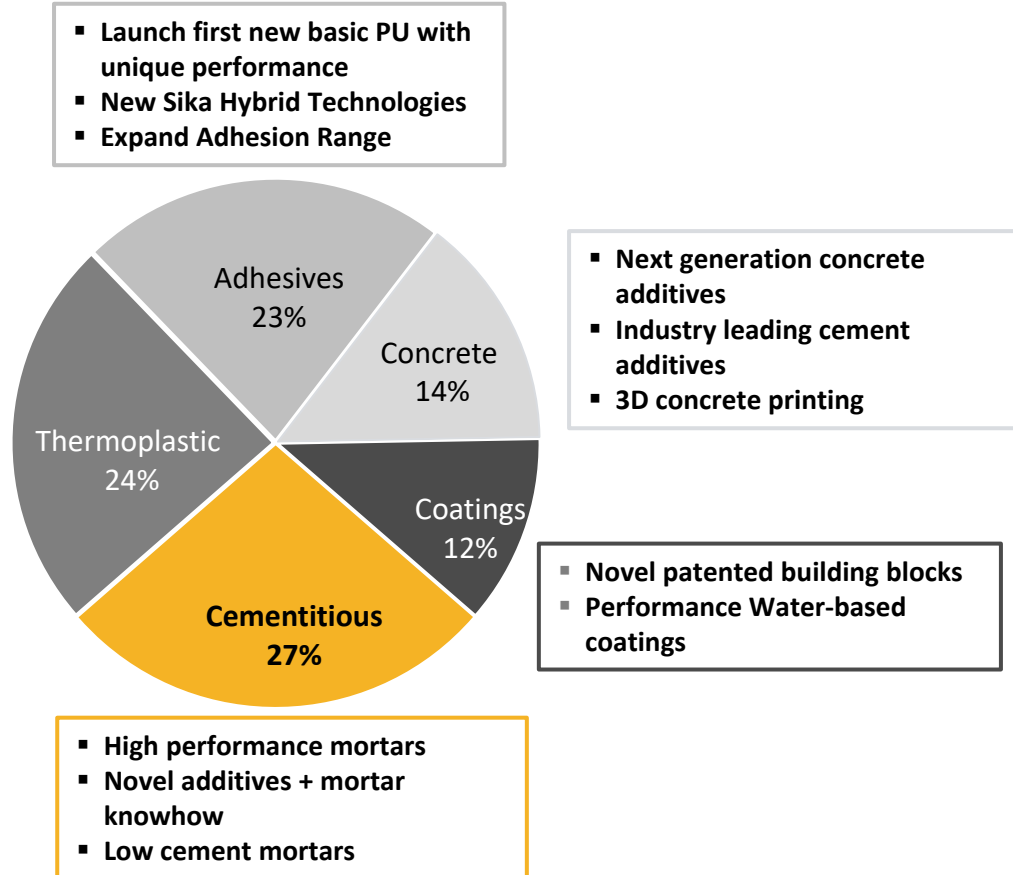 ▪ Launch first new basic PU with
unique performance
▪ New Sika Hybrid Technologies
▪ Expand Adhesion Range
Adhesives
23%
Concrete
14%
▪ Next generation concrete
additives
▪ Industry leading cement
additives
▪ 3D concrete printing
Thermoplastic
24%
Coatings
12%
▪ Novel patented building blocks
▪ Performance Water-based
coatings
Cementitious
27%
▪ High performance mortars
▪ Novel additives + mortar
knowhow
▪ Low cement mortars